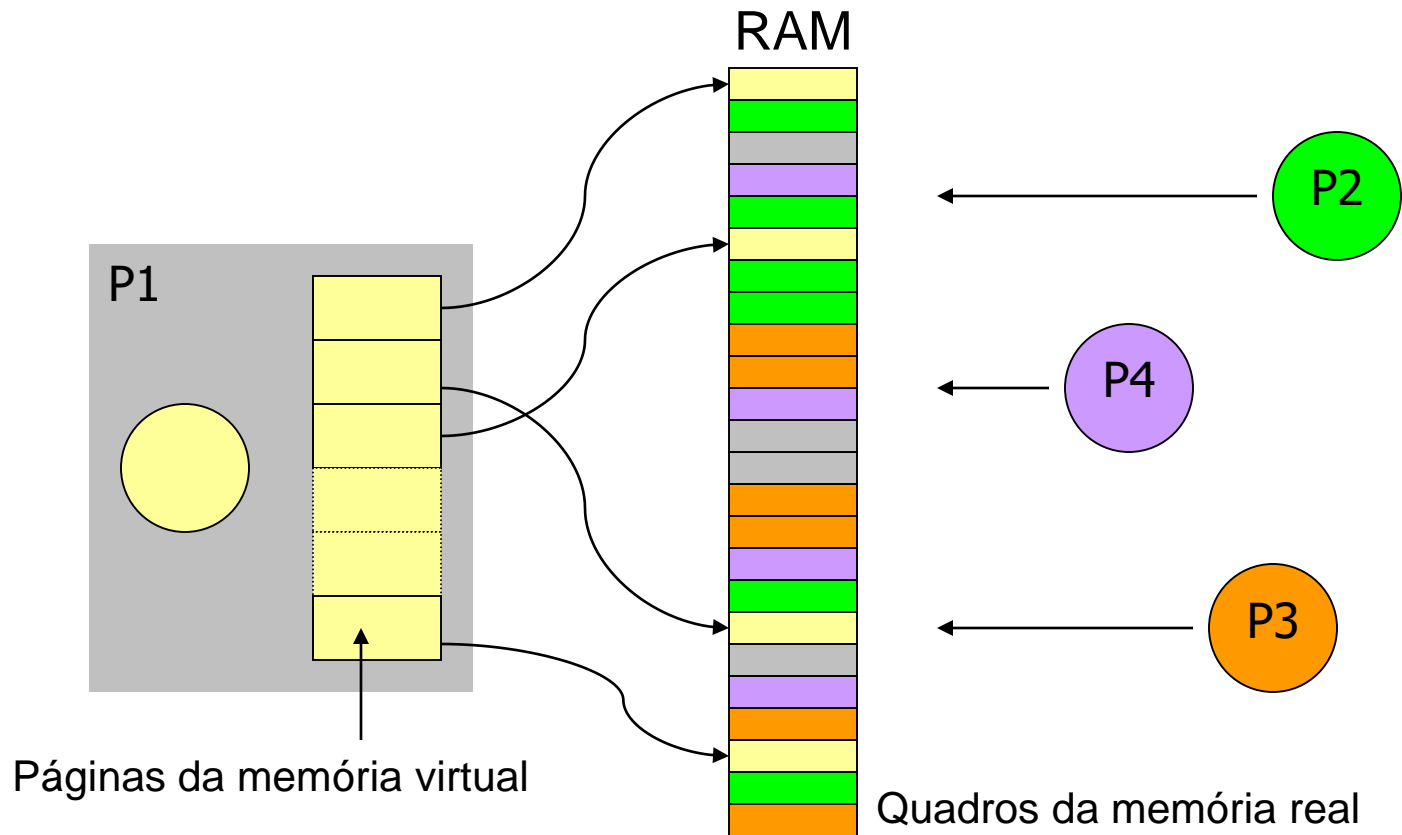 RAM
P2
P1
P4
P3
Páginas da memória virtual
Quadros da memória real